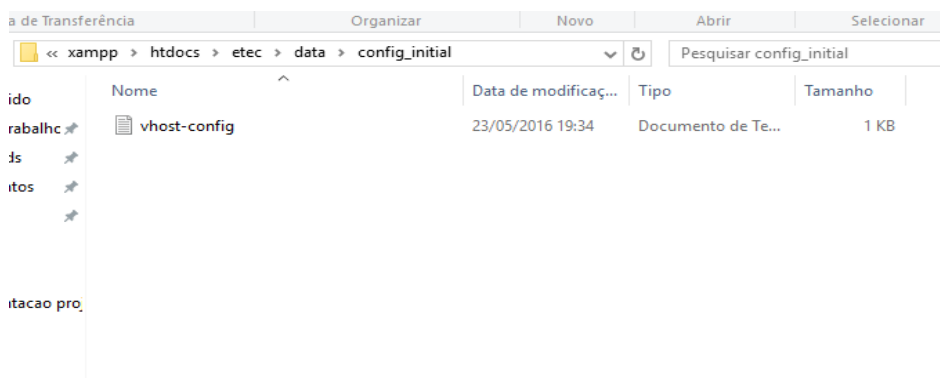 a de Transferência Organizar Novo Abrir Selecionar
« xampp > htdocs > etec > data > config_initial Pesquisar config_initial
Nome Data de modificaç... Tipo Tamanho
ido
vhost-config 23/05/2016 19:34 Documento de Te... 1 KB
rabalhc
ds
itos
itacao proj